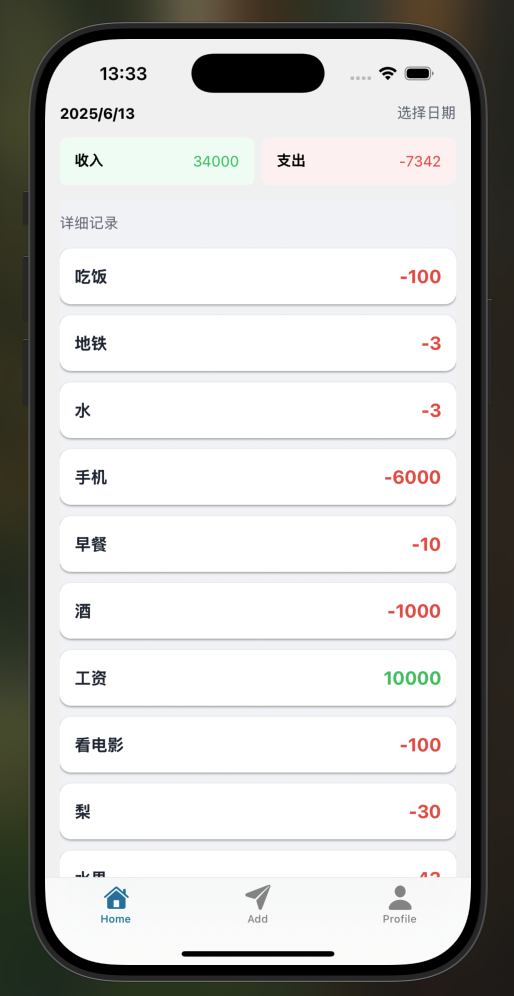 13:33
2025/6/13 选择日期
收入 34000 支出 -7342
详细记录
吃饭 -100
地铁 -3
水 -3
手机 -6000
早餐 -10
酒 -1000
工资 10000
看电影 -100
梨 -30
水果
Home Add Profile